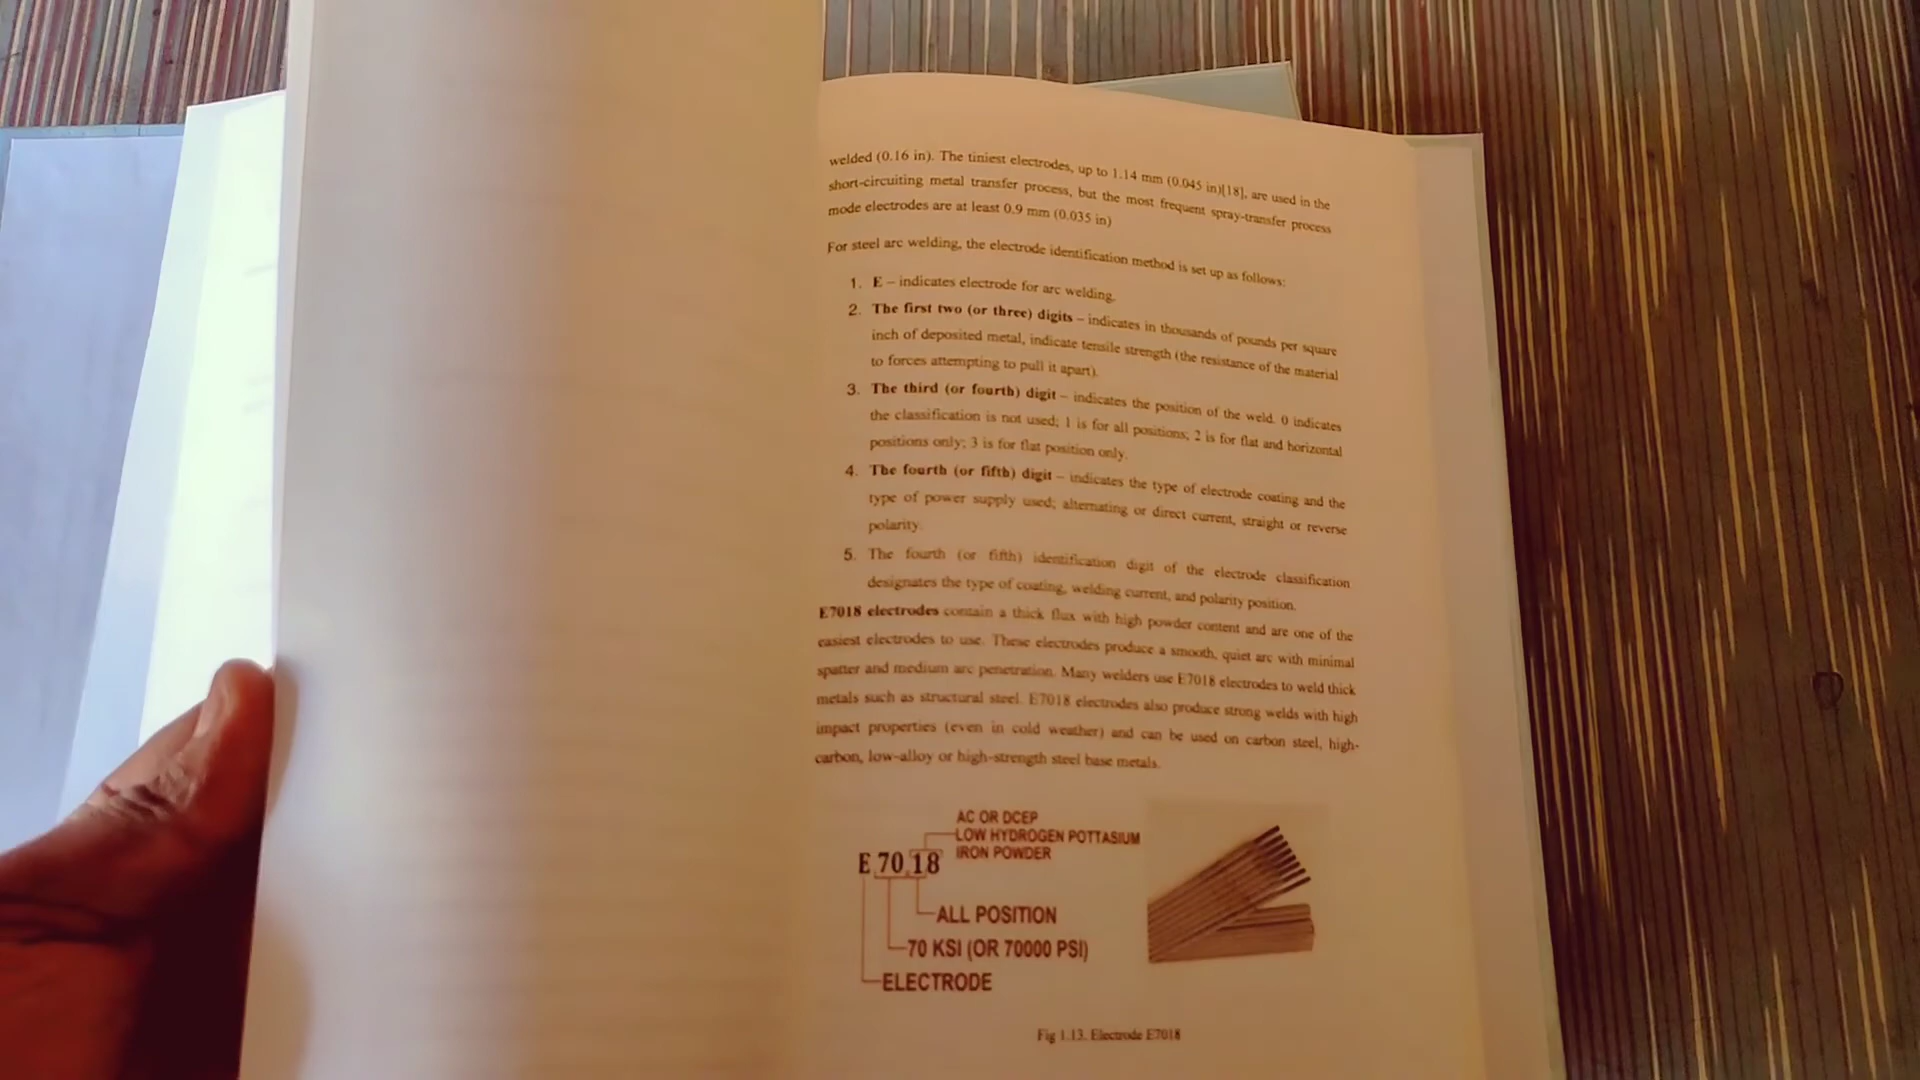 welded (0.16 in). The tiniest electrodes, up to 1.14 mm (0.045 in)[18], are used in the
short-circuiting metal transfer process, but the most frequent spray-transfer process
mode electrodes are at least 0.9 mm (0.035 in)
For steel arc welding, the electrode identification method is set up as follows:
1. E – indicates electrode for arc welding.
2. The first two (or three) digits – indicates in thousands of pounds per square
inch of deposited metal, indicate tensile strength (the resistance of the material
to forces attempting to pull it apart).
3. The third (or fourth) digit – indicates the position of the weld. 0 indicates
the classification is not used; 1 is for all positions; 2 is for flat and horizontal
positions only; 3 is for flat position only.
4. The fourth (or fifth) digit – indicates the type of electrode coating and the
type of power supply used; alternating or direct current, straight or reverse
polarity.
5. The fourth (or fifth) identification digit of the electrode classification
designates the type of coating, welding current, and polarity position.
E7018 electrodes contain a thick flux with high powder content and are one of the
easiest electrodes to use. These electrodes produce a smooth, quiet arc with minimal
spatter and medium arc penetration. Many welders use E7018 electrodes to weld thick
metals such as structural steel. E7018 electrodes also produce strong welds with high
impact properties (even in cold weather) and can be used on carbon steel, high-
carbon, low-alloy or high-strength steel base metals.
AC OR DCEP
LOW HYDROGEN POTTASIUM
IRON POWDER
E 70 18
ALL POSITION
70 KSI (OR 70000 PSI)
ELECTRODE
Fig 1.13. Electrode E7018